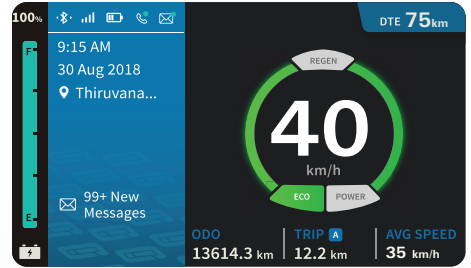 100%
DTE 75km
F
9:15 AM
30 Aug 2018
Thiruvana...
REGEN
40
km/h
99+ New
Messages
ECO
POWER
E
ODO
TRIP A
AVG SPEED
13614.3 km
12.2 km
35 km/h